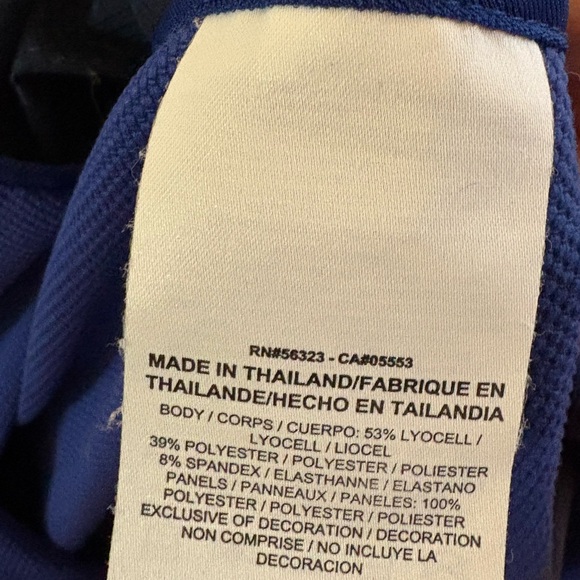 RN#56323 - CA#05553
MADE IN THAILAND/FABRIQUE EN
THAILANDE/HECHO EN TAILANDIA
BODY / CORPS / CUERPO: 53% LYOCELL /
LYOCELL / LIOCEL
39% POLYESTER / POLYESTER / POLIESTER
8% SPANDEX / ELASTHANNE / ELASTANO
PANELS / PANNEAUX / PANELES: 100%
POLYESTER / POLYESTER / POLIESTER
EXCLUSIVE OF DECORATION / DECORATION
NON COMPRISE / NO INCLUYE LA
DECORACION